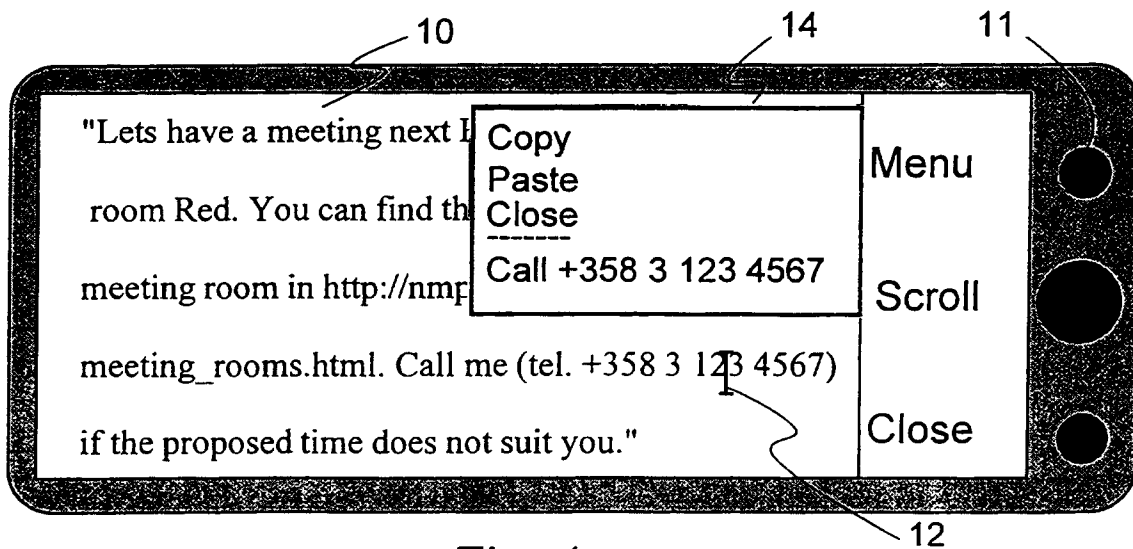 10
14
11
"Lets have a meeting next
Copy
Paste
Close
Call +358 3 123 4567
Menu
room Red. You can find th
meeting room in http://nmp
Scroll
meeting_rooms.html. Call me (tel. +358 3 123 4567)
if the proposed time does not suit you."
Close
12